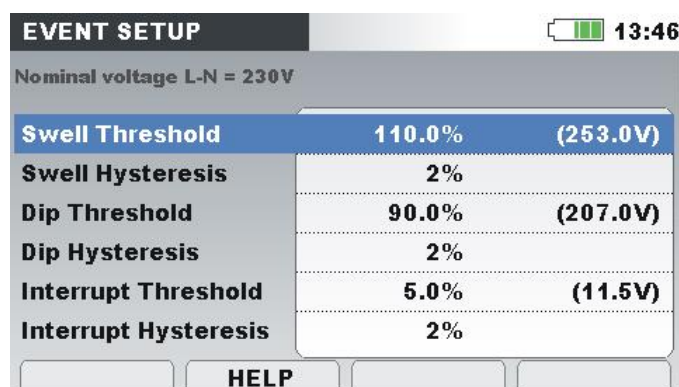 EVENT SETUP 13:46
Nominal voltage L-N = 230V
Swell Threshold 110.0% (253.0V)
Swell Hysteresis 2%
Dip Threshold 90.0% (207.0V)
Dip Hysteresis 2%
Interrupt Threshold 5.0% (11.5V)
Interrupt Hysteresis 2%
HELP